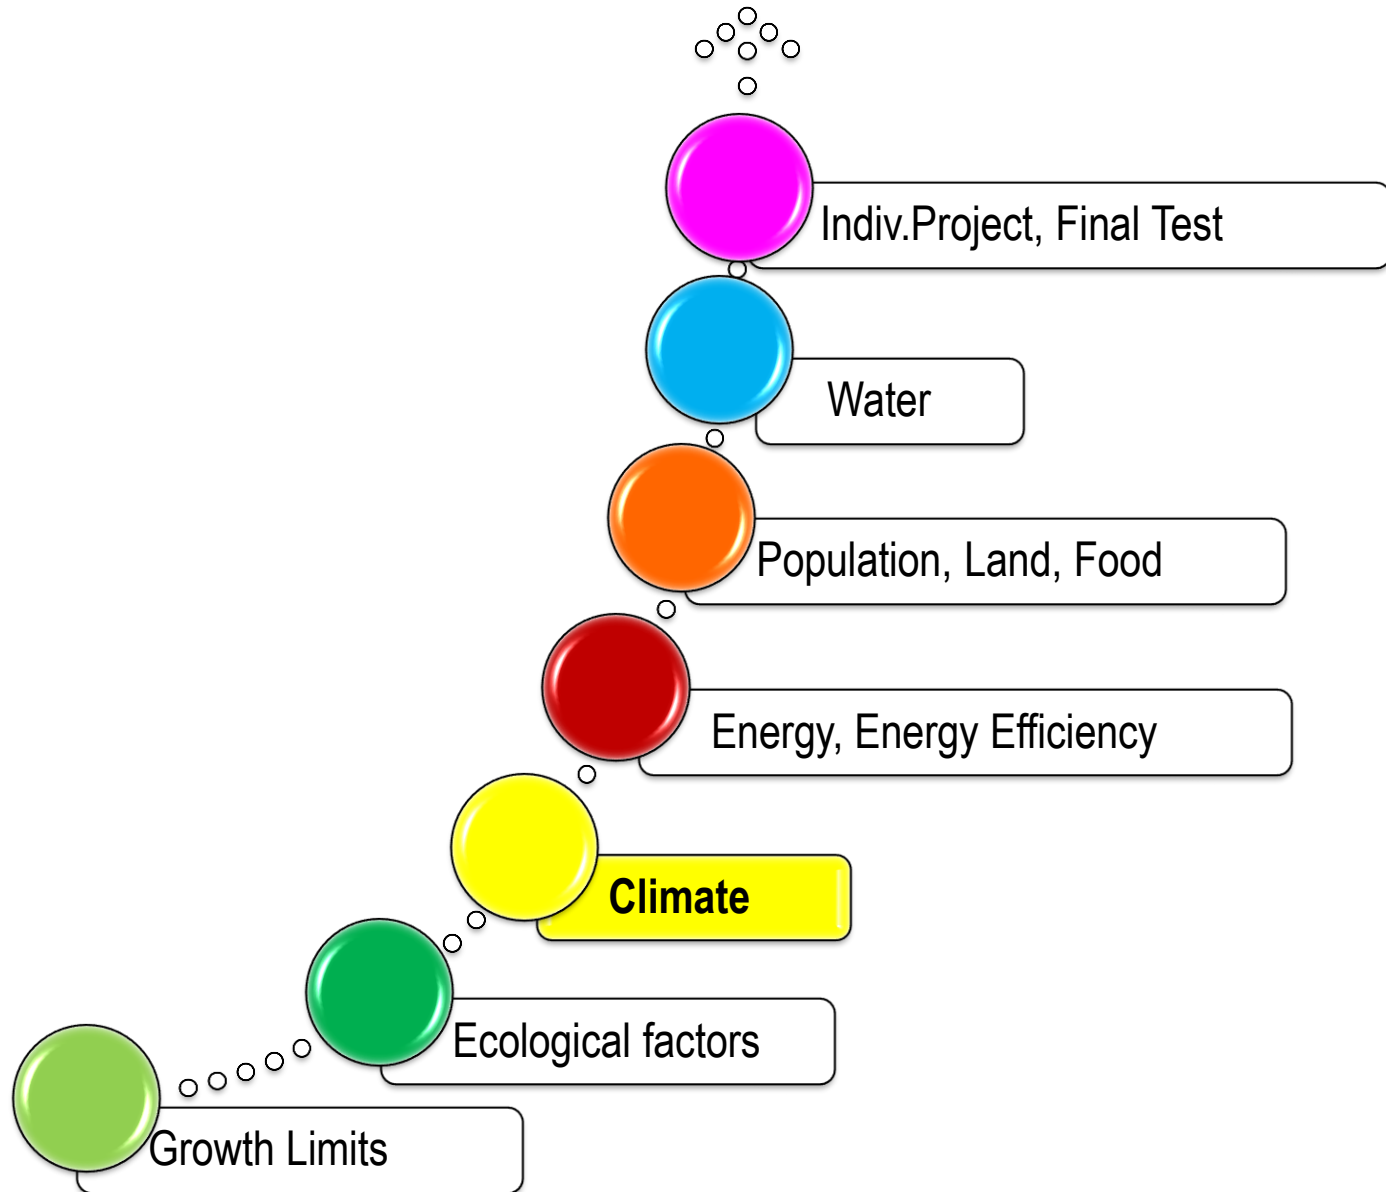 Indiv.Project, Final Test
Water
Population, Land, Food
Energy, Energy Efficiency
Climate
Ecological factors
Growth Limits